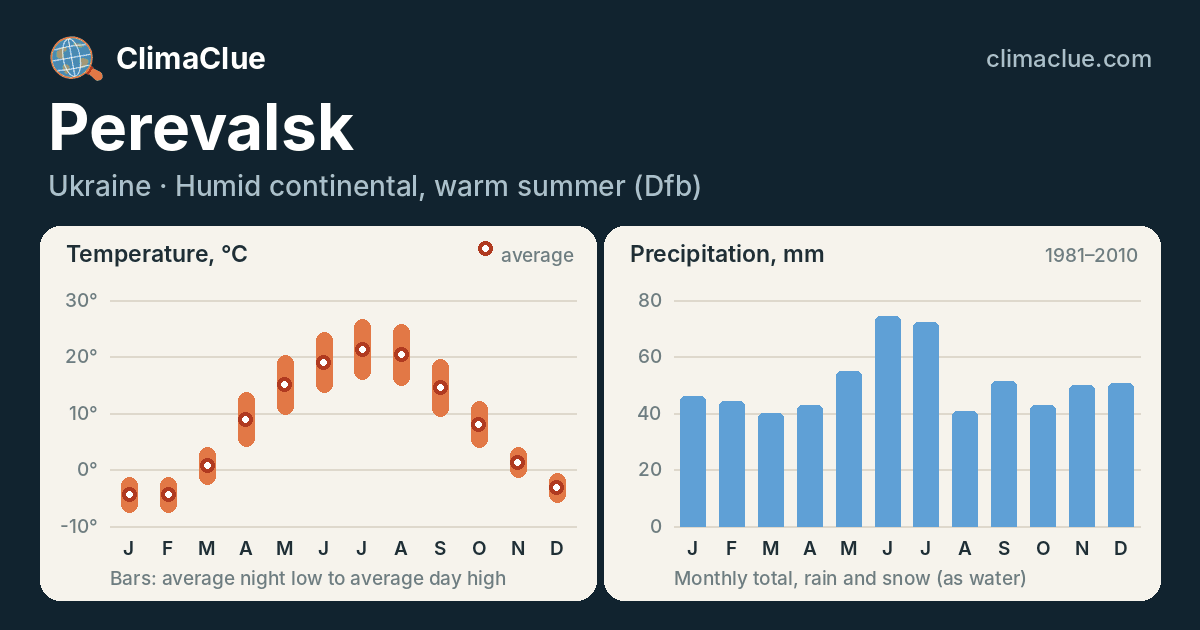 ClimaClue
climaclue.com
Perevalsk
Ukraine · Humid continental, warm summer (Dfb)
Temperature, °C
average
30°
20°
10°
0°
-10°
J F M A M J J A S O N D
Bars: average night low to average day high
Precipitation, mm
1981–2010
80
60
40
20
0
J F M A M J J A S O N D
Monthly total, rain and snow (as water)